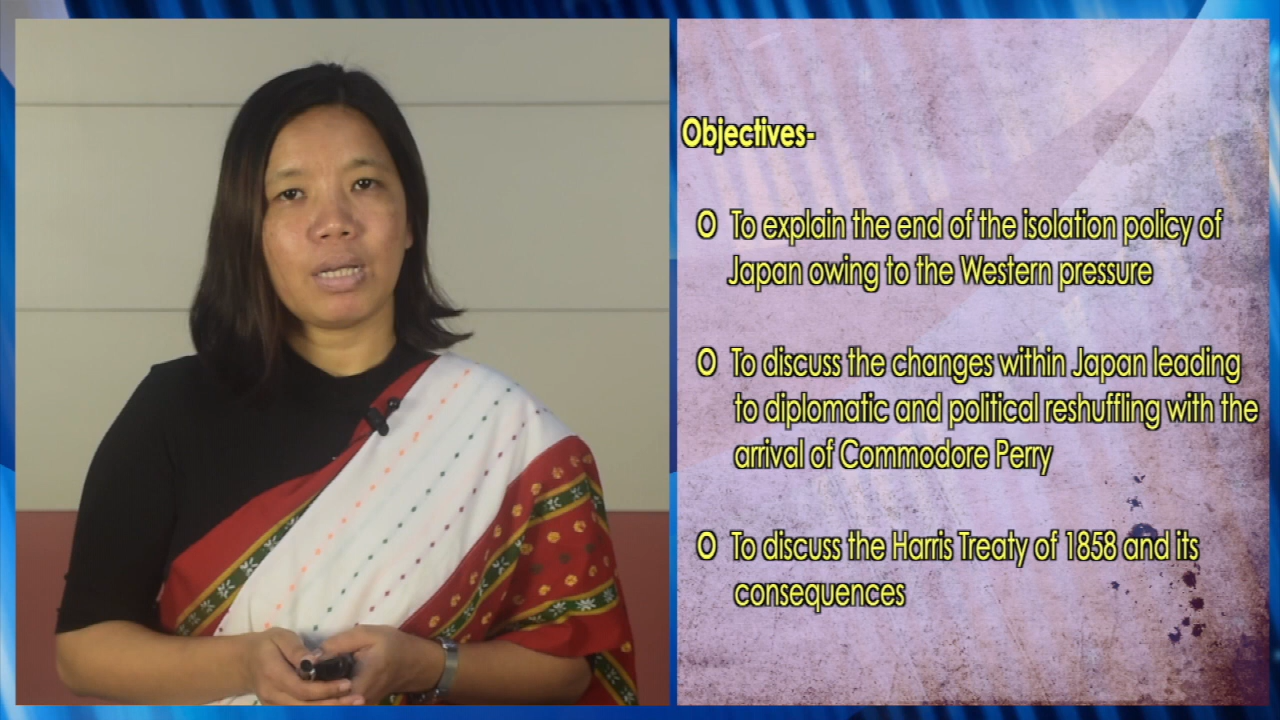 Objectives-
O To explain the end of the isolation policy of
Japan owing to the Western pressure
O To discuss the changes within Japan leading
to diplomatic and political reshuffling with the
arrival of Commodore Perry
O To discuss the Harris Treaty of 1858 and its
consequences